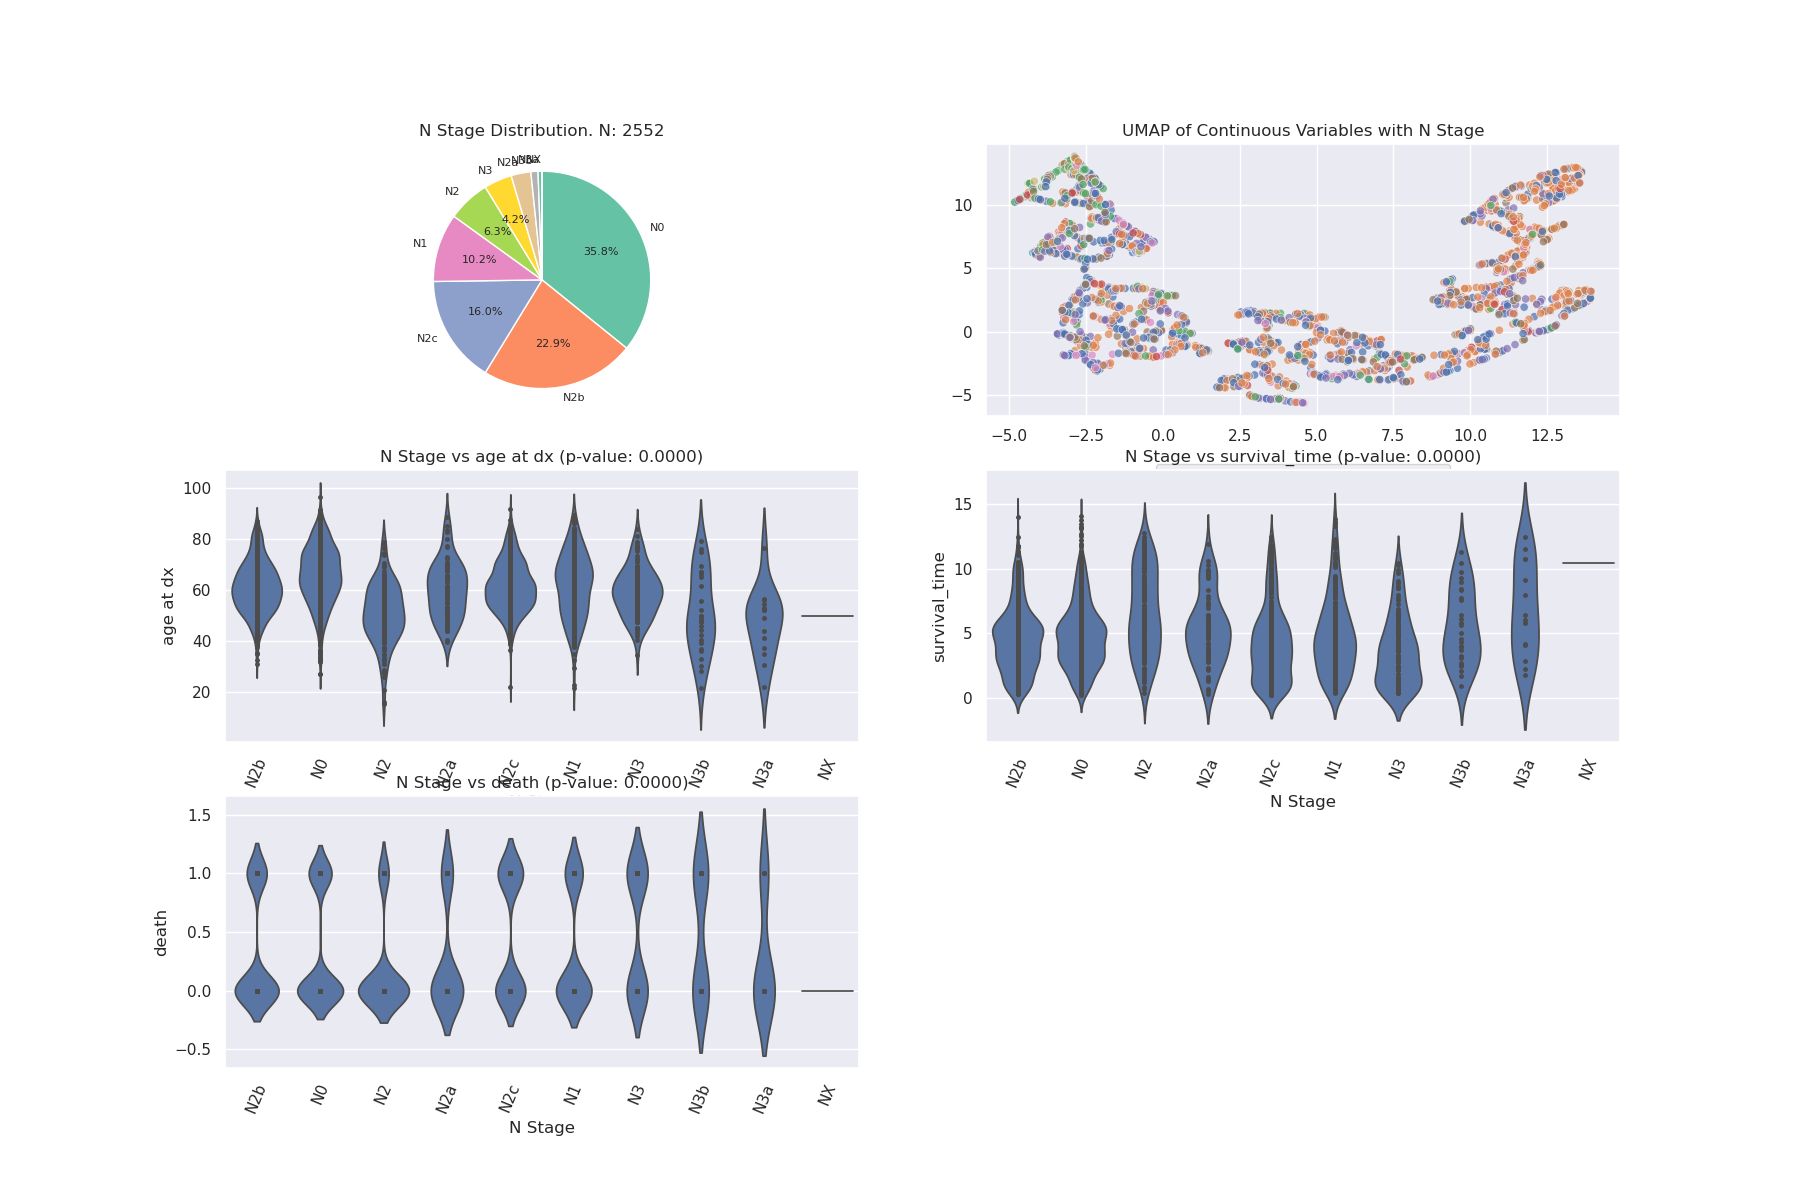 N Stage Distribution. N: 2552
N0
N2b
N2c
N1
N2
N3
N2a
35.8%
22.9%
16.0%
10.2%
6.3%
4.2%
UMAP of Continuous Variables with N Stage
10
5
0
−5
−5.0 −2.5 0.0 2.5 5.0 7.5 10.0 12.5
N Stage vs age at dx (p-value: 0.0000)
age at dx
100
80
60
40
20
N2b N0 N2 N2a N2c N1 N3 N3b N3a NX
N Stage vs survival_time (p-value: 0.0000)
survival_time
15
10
5
0
N2b N0 N2 N2a N2c N1 N3 N3b N3a NX
N Stage
N Stage vs death (p-value: 0.0000)
death
1.5
1.0
0.5
0.0
−0.5
N2b N0 N2 N2a N2c N1 N3 N3b N3a NX
N Stage